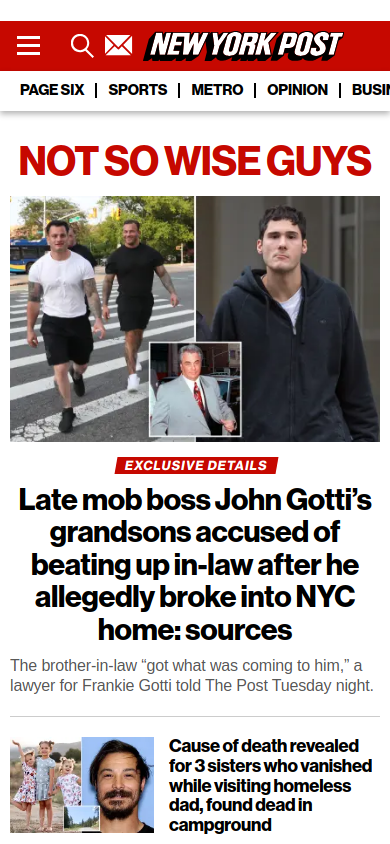 NEW YORK POST
PAGE SIX | SPORTS | METRO | OPINION | BUSIN
NOT SO WISE GUYS
EXCLUSIVE DETAILS
Late mob boss John Gotti’s
grandsons accused of
beating up in-law after he
allegedly broke into NYC
home: sources
The brother-in-law “got what was coming to him,” a
lawyer for Frankie Gotti told The Post Tuesday night.
Cause of death revealed
for 3 sisters who vanished
while visiting homeless
dad, found dead in
campground